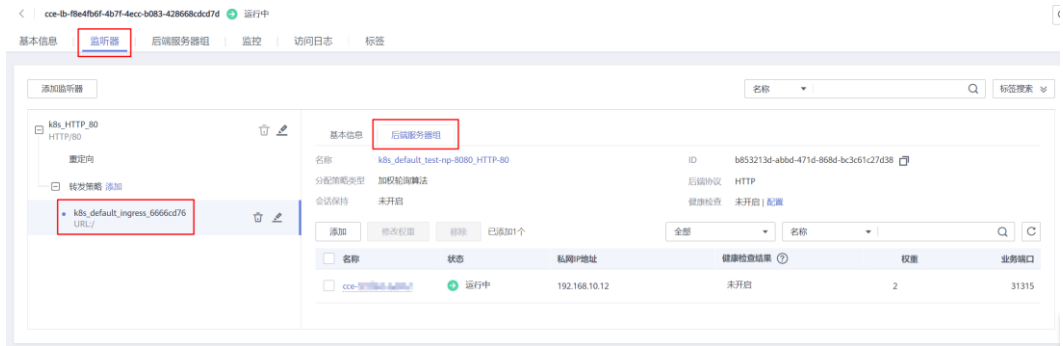 cce-lb-f8e4fb6f-4b7f-4ecc-b083-428668cdcd7d 运行中
基本信息 监听器 后端服务器组 监控 访问日志 标签
添加监听器 名称 标签搜索
k8s_HTTP_80
HTTP/80
重定向
转发策略 添加
k8s_default_ingress_6666cd76
URL:/
基本信息 后端服务器组
名称 k8s_default_test-np-8080_HTTP-80 ID b853213d-abbd-471d-868d-bc3c61c27d38
分配策略类型 加权轮询算法 后端协议 HTTP
会话保持 未开启 健康检查 未开启 | 配置
添加 修改权重 移除 已添加1个 全部 名称
名称 状态 私网IP地址 健康检查结果 权重 业务端口
cce- 运行中 192.168.10.12 未开启 2 31315